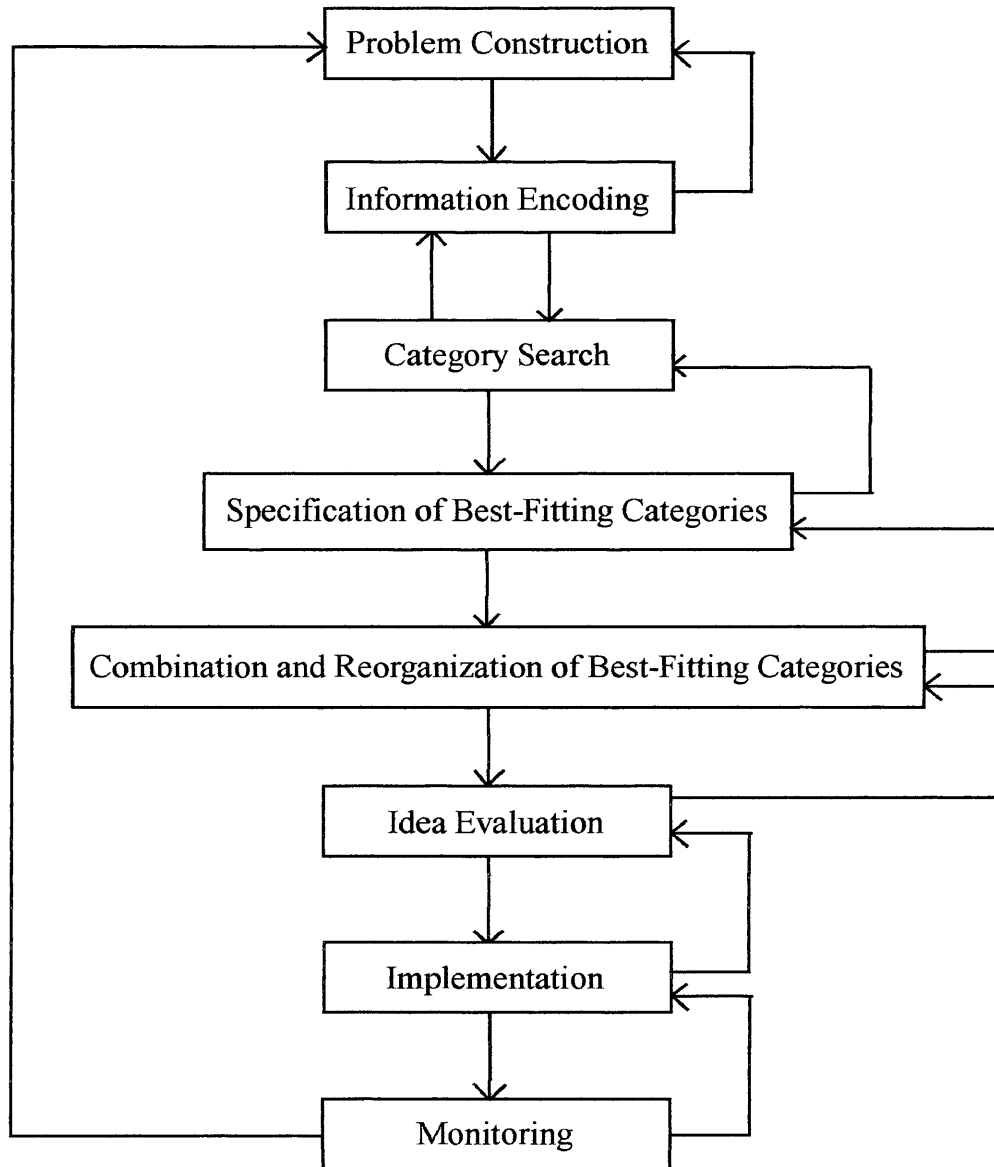 Problem Construction
Information Encoding
Category Search
Specification of Best-Fitting Categories
Combination and Reorganization of Best-Fitting Categories
Idea Evaluation
Implementation
Monitoring